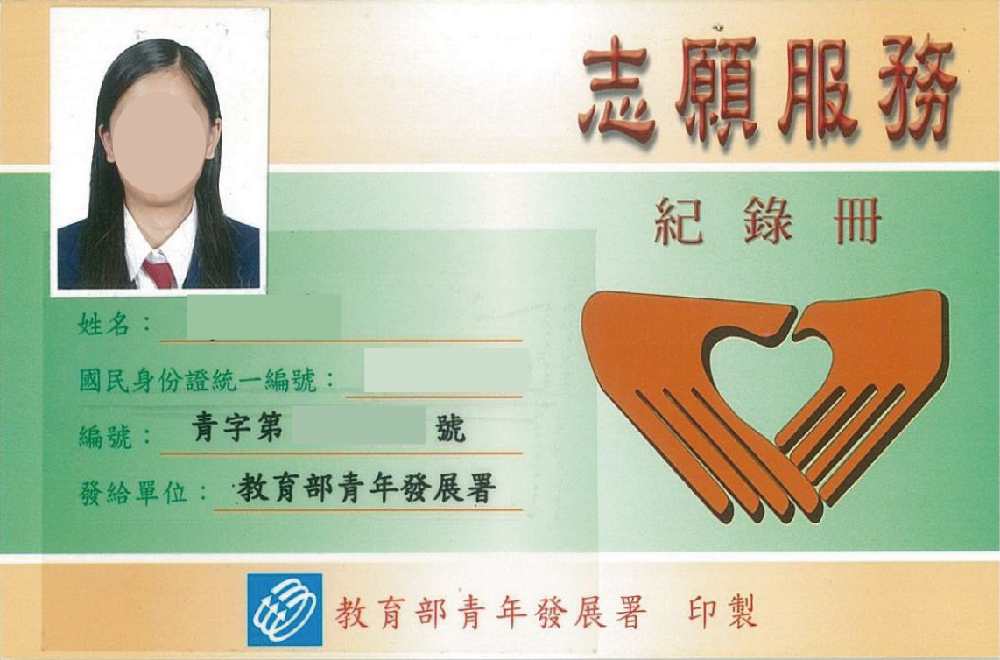 志願服務
紀錄冊
姓名：
國民身份證統一編號：
編號： 青字第 號
發給單位： 教育部青年發展署
教育部青年發展署 印製